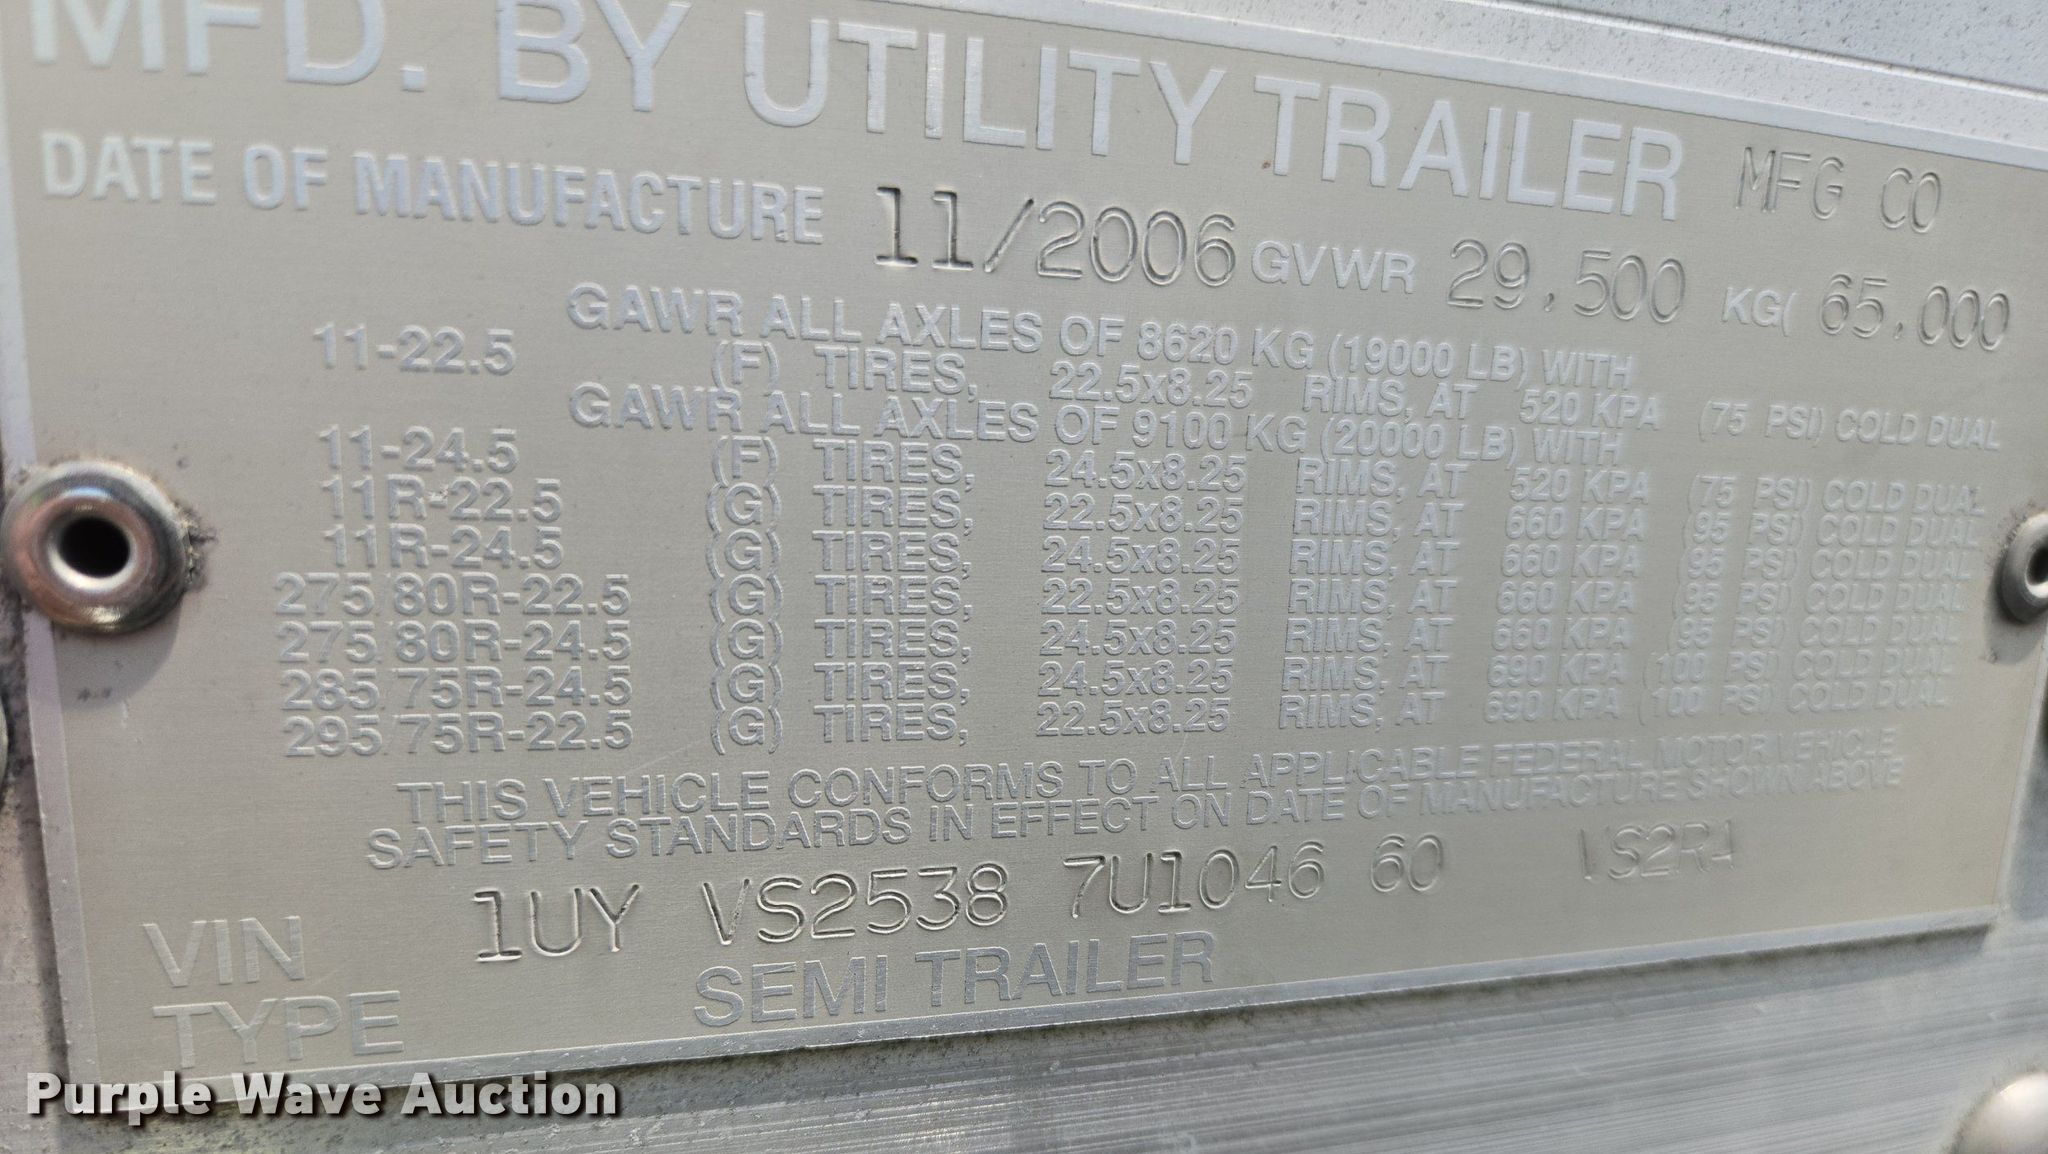 MFD. BY UTILITY TRAILER MFG CO
DATE OF MANUFACTURE 11/2006 GVWR 29,500 KG( 65,000
GAWR ALL AXLES OF 8620 KG (19000 LB) WITH
11-22.5 (F) TIRES, 22.5x8.25 RIMS, AT 520 KPA (75 PSI) COLD DUAL
GAWR ALL AXLES OF 9100 KG (20000 LB) WITH
11-24.5 (F) TIRES, 24.5x8.25 RIMS, AT 520 KPA (75 PSI) COLD DUAL
11R-22.5 (G) TIRES, 22.5x8.25 RIMS, AT 660 KPA (95 PSI) COLD DUAL
11R-24.5 (G) TIRES, 24.5x8.25 RIMS, AT 660 KPA (95 PSI) COLD DUAL
275/80R-22.5 (G) TIRES, 22.5x8.25 RIMS, AT 660 KPA (95 PSI) COLD DUAL
275/80R-24.5 (G) TIRES, 24.5x8.25 RIMS, AT 660 KPA (95 PSI) COLD DUAL
285/75R-24.5 (G) TIRES, 24.5x8.25 RIMS, AT 690 KPA (100 PSI) COLD DUAL
295/75R-22.5 (G) TIRES, 22.5x8.25 RIMS, AT 690 KPA (100 PSI) COLD DUAL
THIS VEHICLE CONFORMS TO ALL APPLICABLE FEDERAL MOTOR VEHICLE
SAFETY STANDARDS IN EFFECT ON DATE OF MANUFACTURE SHOWN ABOVE
VIN 1UY VS2538 7U1046 60 VS2RA
TYPE SEMI TRAILER
Purple Wave Auction